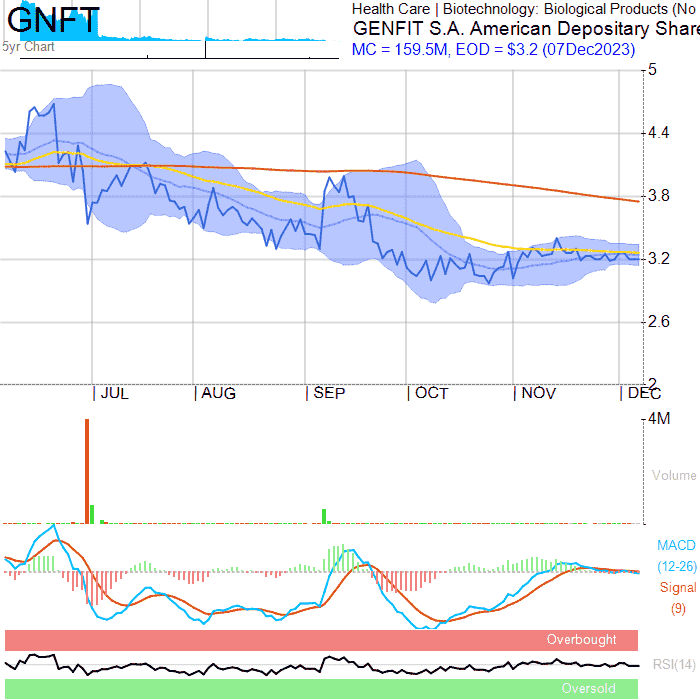 GNFT
5yr Chart
Health Care | Biotechnology: Biological Products (No
GENFIT S.A. American Depositary Share
MC = 159.5M, EOD = $3.2 (07Dec2023)
5
4.4
3.8
3.2
2.6
2
JUL AUG SEP OCT NOV DEC
4M
Volume
MACD
(12-26)
Signal
(9)
Overbought
RSI(14)
Oversold